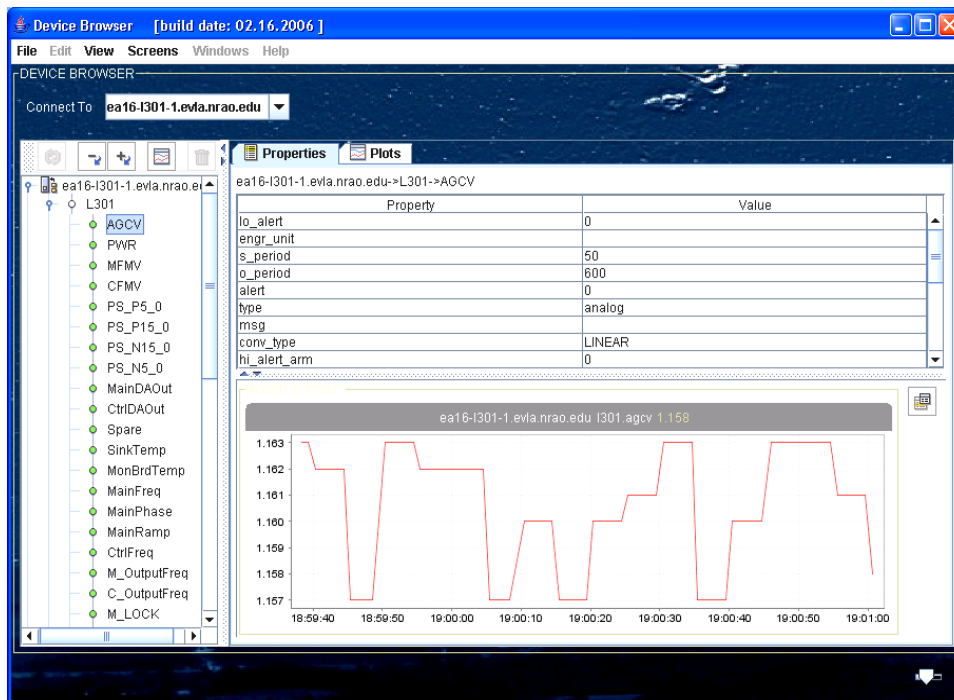 Device Browser [build date: 02.16.2006 ]
File Edit View Screens Windows Help
DEVICE BROWSER
Connect To ea16-l301-1.evla.nrao.edu
Properties Plots
ea16-l301-1.evla.nrao.e
L301
AGCV
PWR
MFMV
CFMV
PS_P5_0
PS_P15_0
PS_N15_0
PS_N5_0
MainDAOut
CtrlDAOut
Spare
SinkTemp
MonBrdTemp
MainFreq
MainPhase
MainRamp
CtrlFreq
M_OutputFreq
C_OutputFreq
M_LOCK
ea16-l301-1.evla.nrao.edu->L301->AGCV
Property Value
lo_alert 0
engr_unit
s_period 50
o_period 600
alert 0
type analog
msg
conv_type LINEAR
hi_alert_arm 0
ea16-l301-1.evla.nrao.edu l301.agcv 1.158
1.163
1.162
1.161
1.160
1.159
1.158
1.157
18:59:40 18:59:50 19:00:00 19:00:10 19:00:20 19:00:30 19:00:40 19:00:50 19:01:00